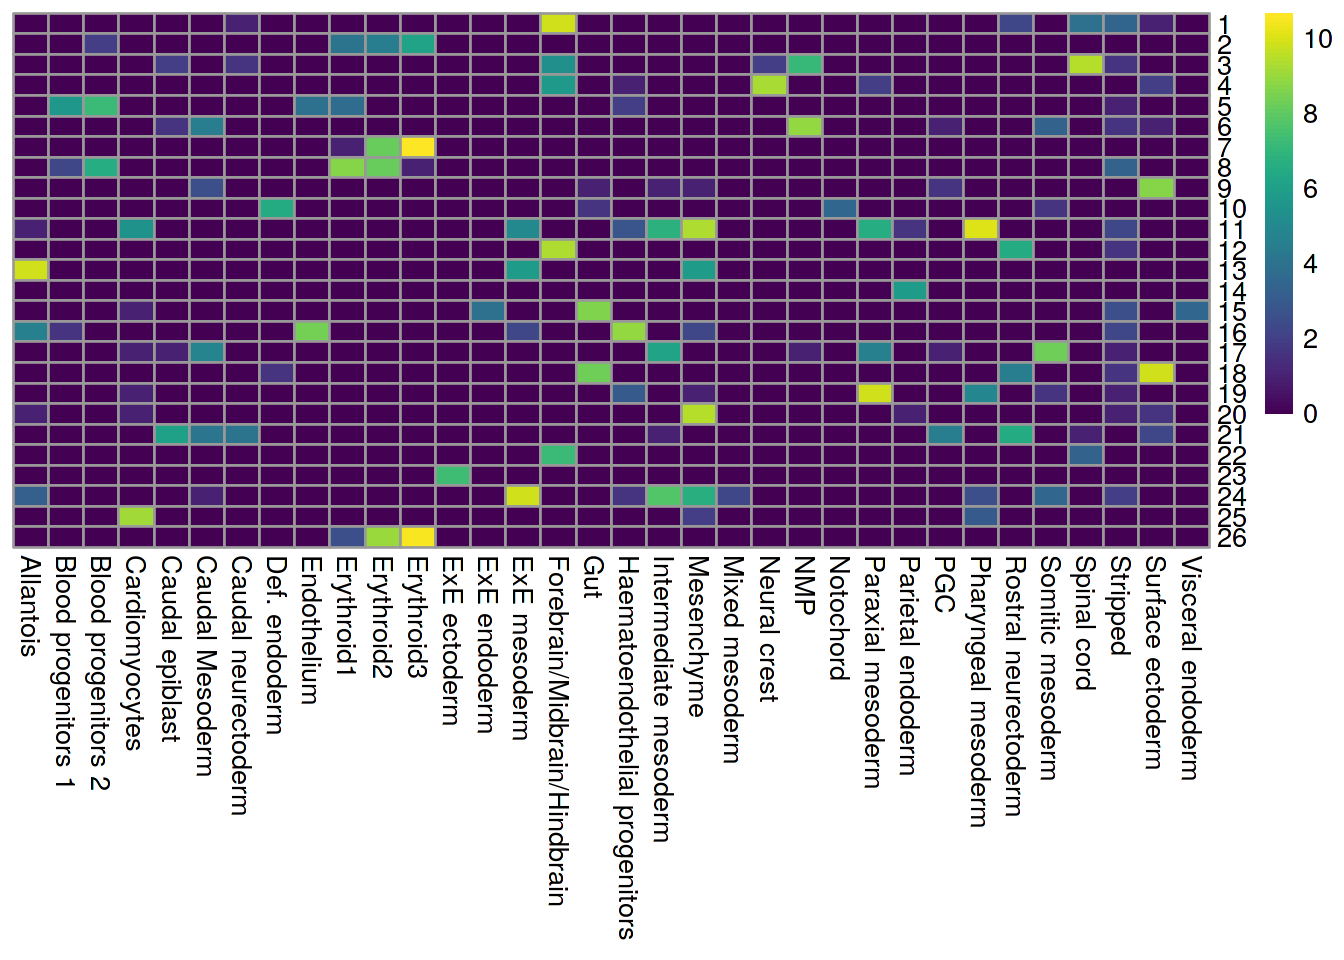 1
2
3
4
5
6
7
8
9
10
11
12
13
14
15
16
17
18
19
20
21
22
23
24
25
26
10
8
6
4
2
0
Allantois
Blood progenitors 1
Blood progenitors 2
Cardiomyocytes
Caudal epiblast
Caudal Mesoderm
Caudal neurectoderm
Def. endoderm
Endothelium
Erythroid1
Erythroid2
Erythroid3
ExE ectoderm
ExE endoderm
ExE mesoderm
Forebrain/Midbrain/Hindbrain
Gut
Haematoendothelial progenitors
Intermediate mesoderm
Mesenchyme
Mixed mesoderm
Neural crest
NMP
Notochord
Paraxial mesoderm
Parietal endoderm
PGC
Pharyngeal mesoderm
Rostral neurectoderm
Somitic mesoderm
Spinal cord
Stripped
Surface ectoderm
Visceral endoderm